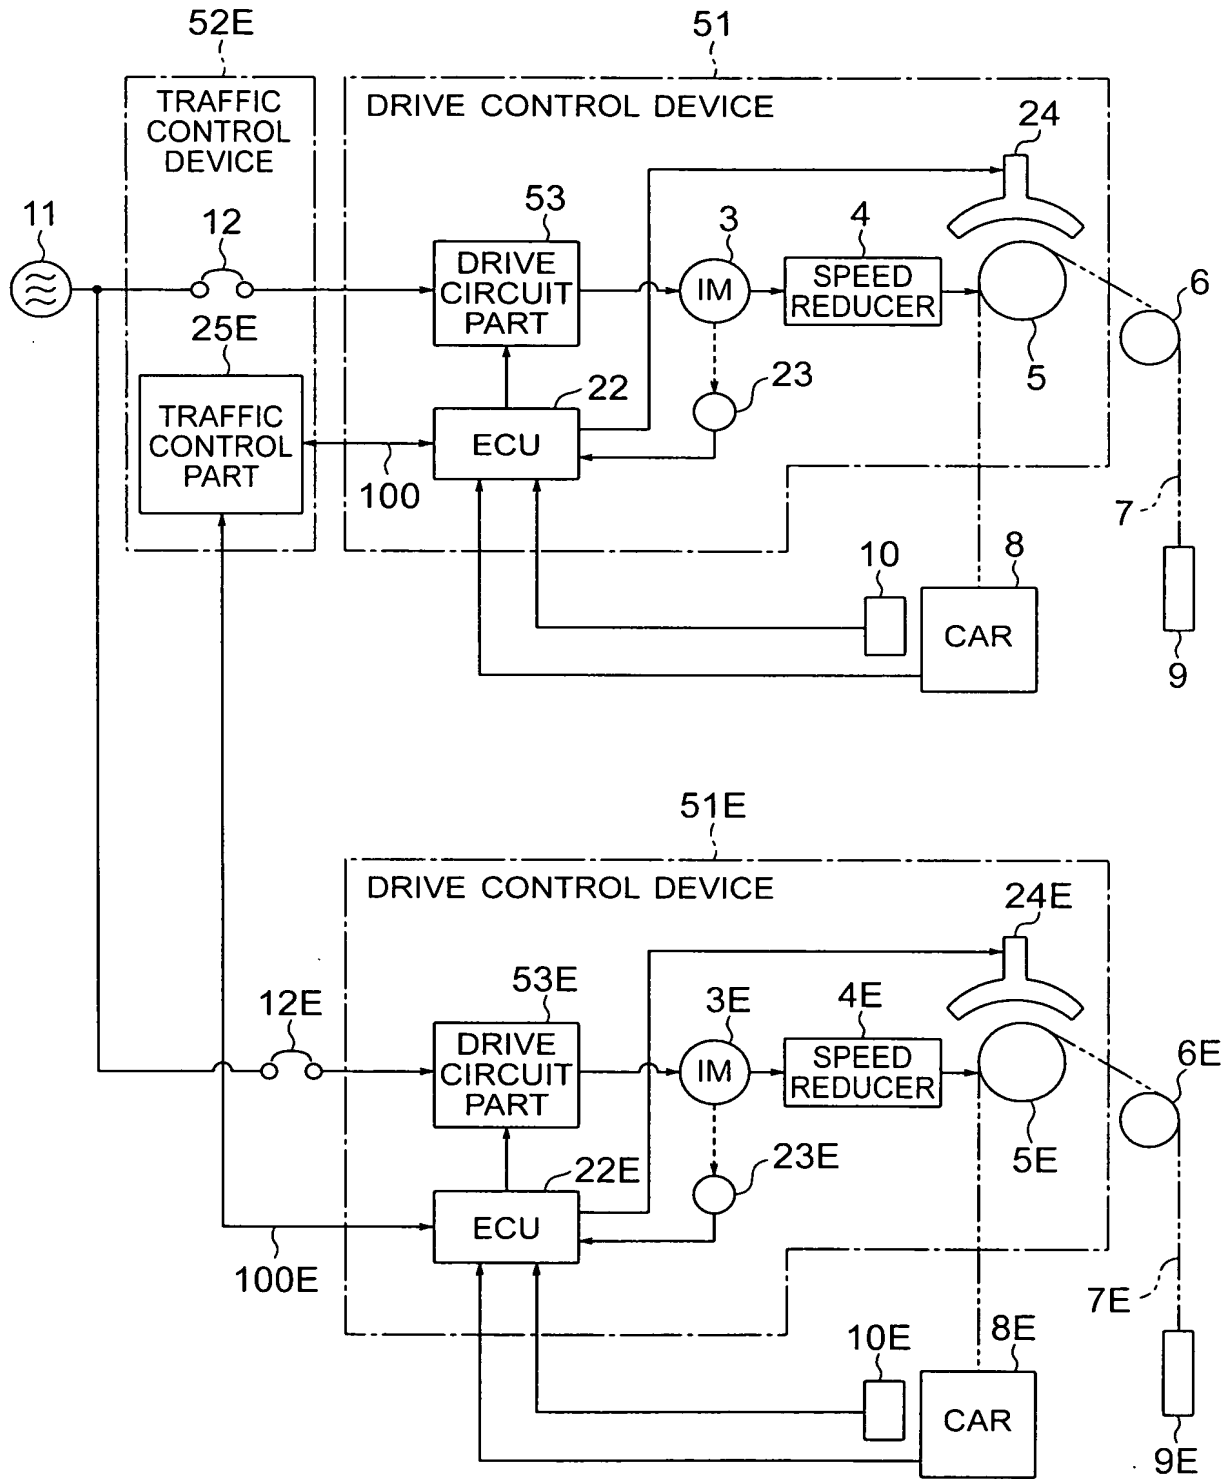 52E
51
TRAFFIC
CONTROL
DEVICE
DRIVE CONTROL DEVICE
24
11
12
53
3
4
DRIVE
CIRCUIT
PART
IM
SPEED
REDUCER
6
25E
5
22
23
TRAFFIC
CONTROL
PART
ECU
100
7
10
8
CAR
9
51E
DRIVE CONTROL DEVICE
24E
53E
12E
3E
4E
DRIVE
CIRCUIT
PART
IM
SPEED
REDUCER
6E
5E
22E
23E
ECU
100E
7E
10E
8E
CAR
9E